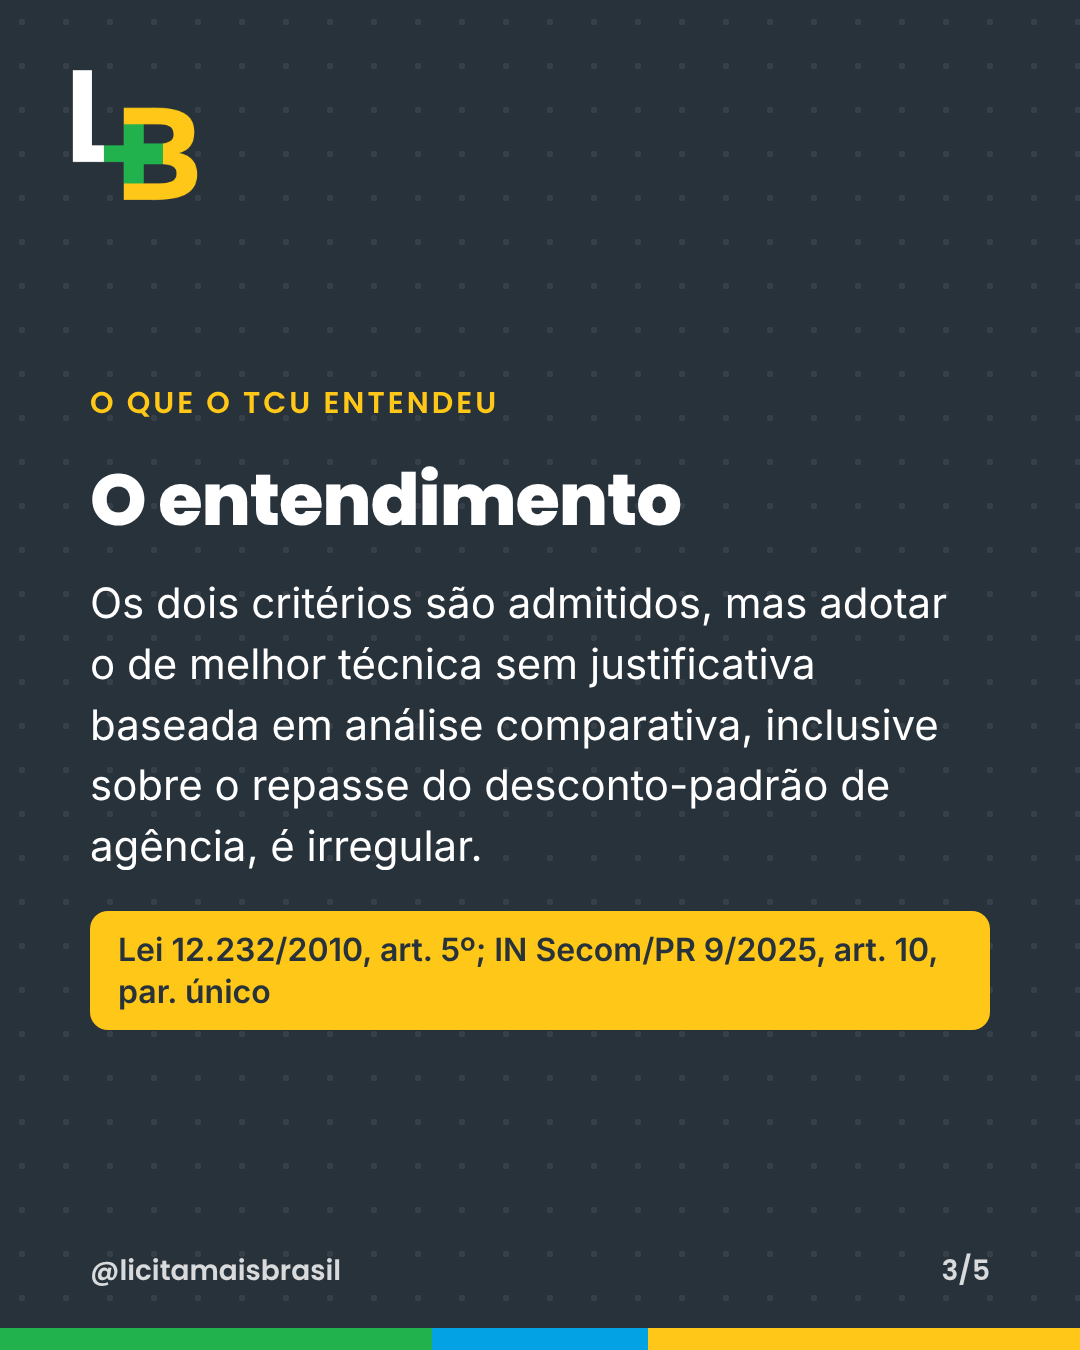 L+B
O QUE O TCU ENTENDEU
O entendimento
Os dois critérios são admitidos, mas adotar
o de melhor técnica sem justificativa
baseada em análise comparativa, inclusive
sobre o repasse do desconto-padrão de
agência, é irregular.
Lei 12.232/2010, art. 5º; IN Secom/PR 9/2025, art. 10,
par. único
@licitamaisbrasil
3/5